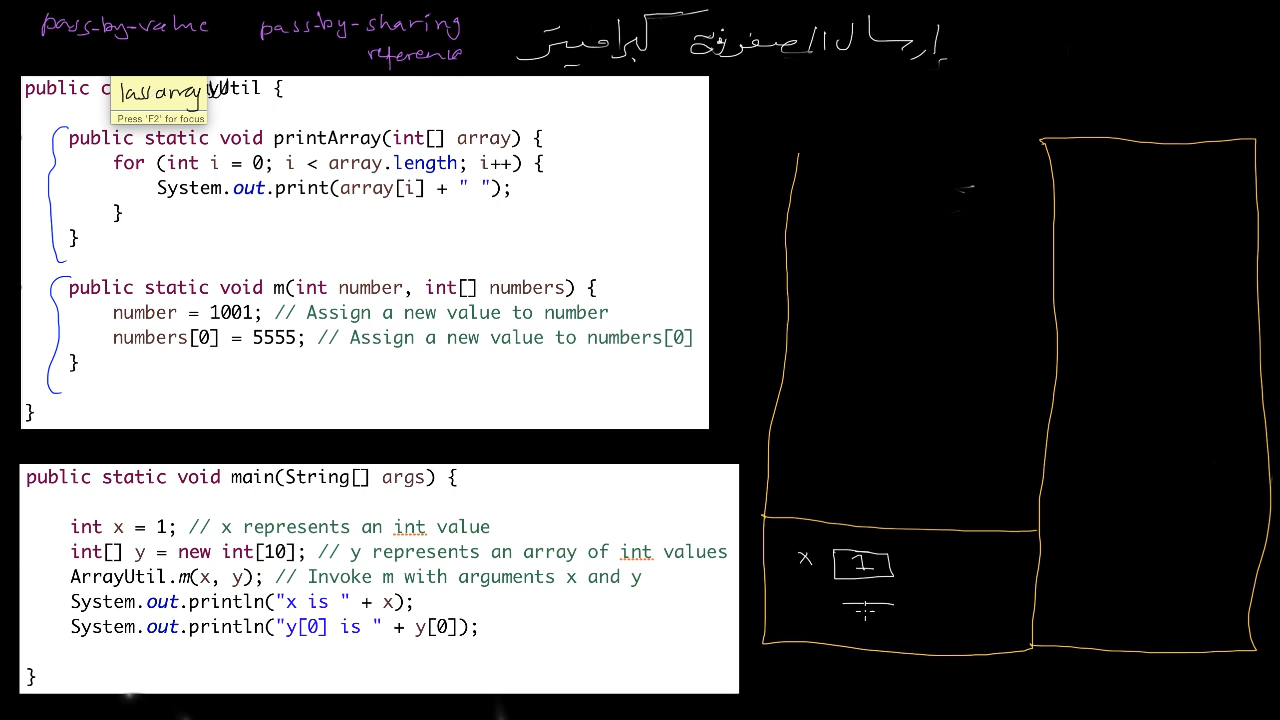 pass-by-value pass-by-sharing إرسال المصفوفة كبراميتر
reference
public class ArrayUtil {
Press 'F2' for focus
public static void printArray(int[] array) {
for (int i = 0; i < array.length; i++) {
System.out.print(array[i] + " ");
}
}
public static void m(int number, int[] numbers) {
number = 1001; // Assign a new value to number
numbers[0] = 5555; // Assign a new value to numbers[0]
}
}
public static void main(String[] args) {
int x = 1; // x represents an int value
int[] y = new int[10]; // y represents an array of int values
ArrayUtil.m(x, y); // Invoke m with arguments x and y
System.out.println("x is " + x);
System.out.println("y[0] is " + y[0]);
}
x 1